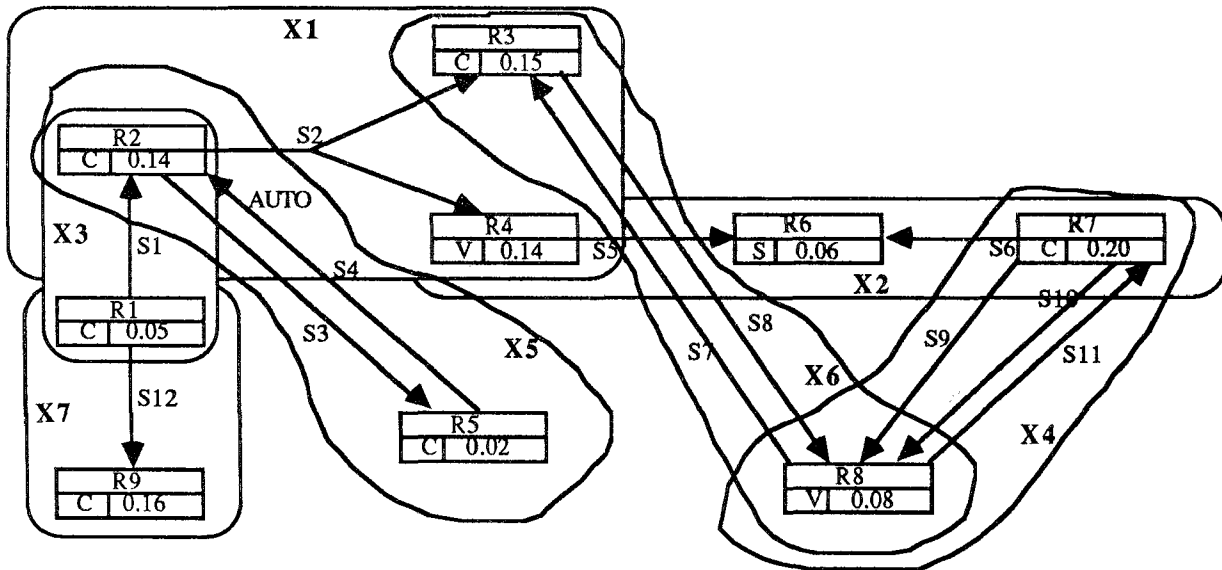 X1
R3
C 0.15
R2
C 0.14
S2
AUTO
X3
S1
R4
V 0.14
S5
R6
S 0.06
S6
R7
C 0.20
X2
S4
R1
C 0.05
S3
X5
S7
S8
S9
S10
S11
X6
X4
X7
S12
R5
C 0.02
R9
C 0.16
R8
V 0.08